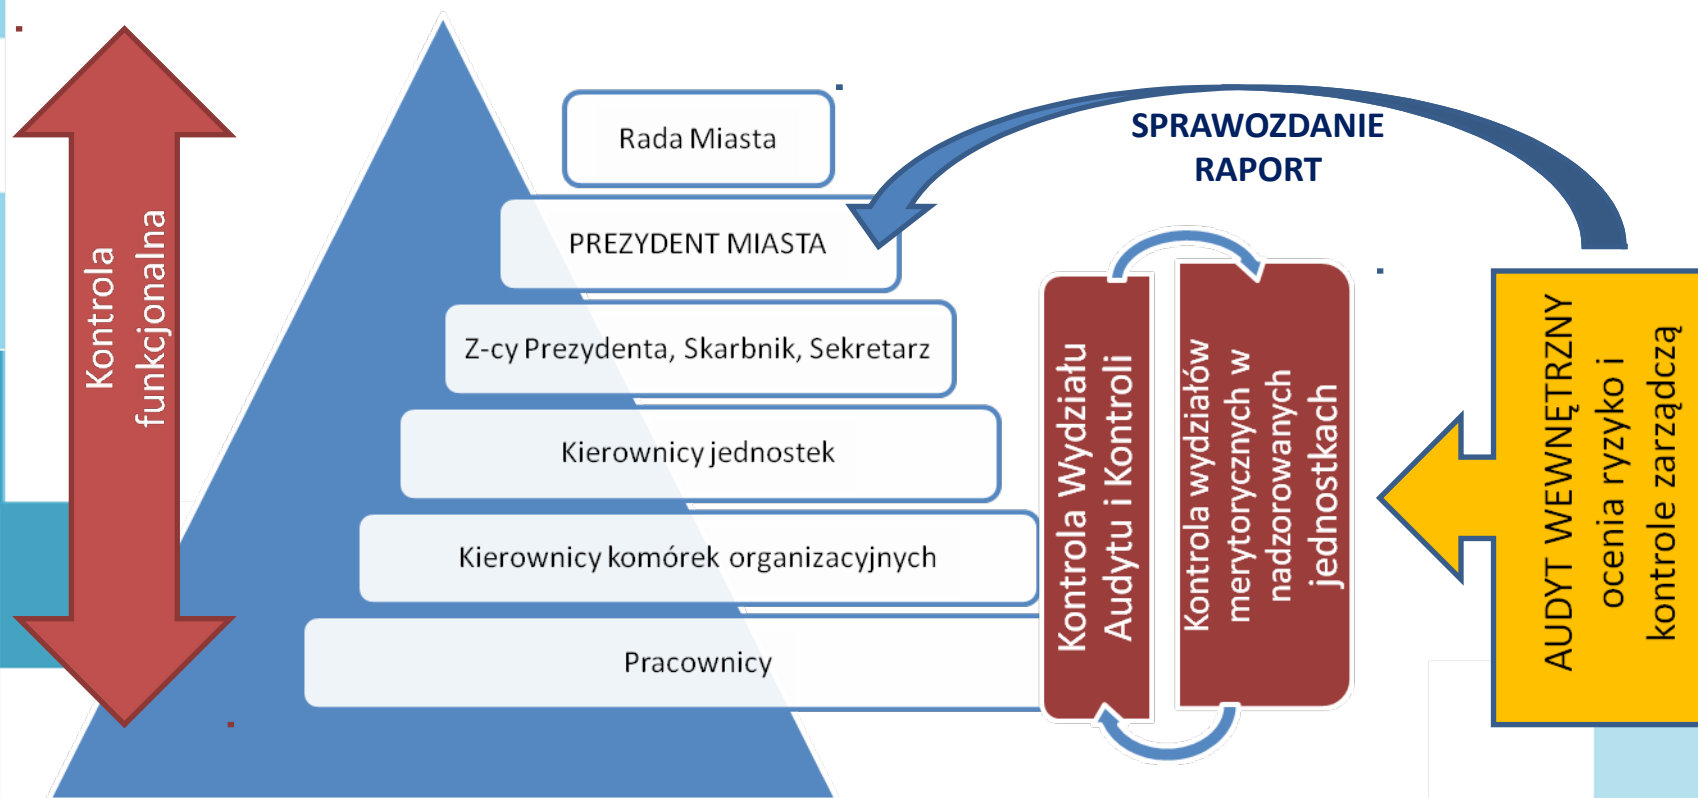 Kontrola
funkcjonalna
Rada Miasta
PREZYDENT MIASTA
Z-cy Prezydenta, Skarbnik, Sekretarz
Kierownicy jednostek
Kierownicy komórek organizacyjnych
Pracownicy
SPRAWOZDANIE
RAPORT
Kontrola Wydziału
Audytu i Kontroli
Kontrola wydziałów
merytorycznych w
nadzorowanych
jednostkach
AUDYT WEWNĘTRZNY
ocenia ryzyko i
kontrole zarządczą